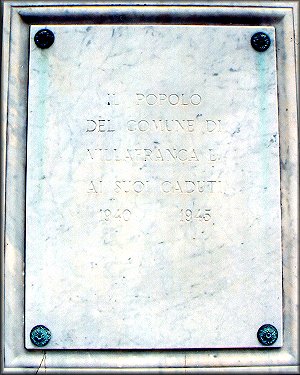 IL POPOLO
DEL COMUNE DI
VILLAFRANCA L.
AI SUOI CADUTI
1940 1945